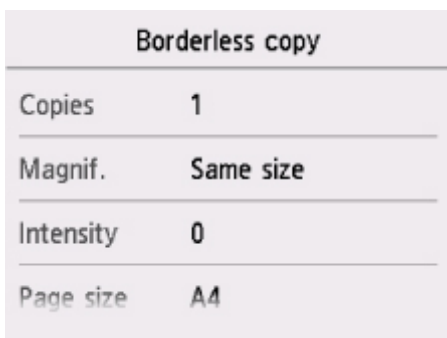 Borderless copy
Copies 1
Magnif. Same size
Intensity 0
Page size A4